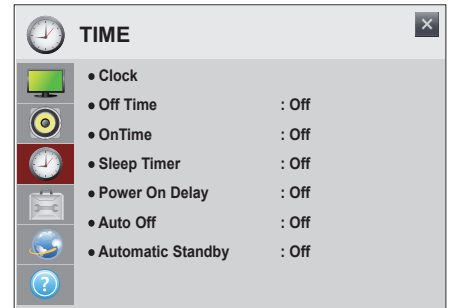 TIME
• Clock
• Off Time : Off
• OnTime : Off
• Sleep Timer : Off
• Power On Delay : Off
• Auto Off : Off
• Automatic Standby : Off
?